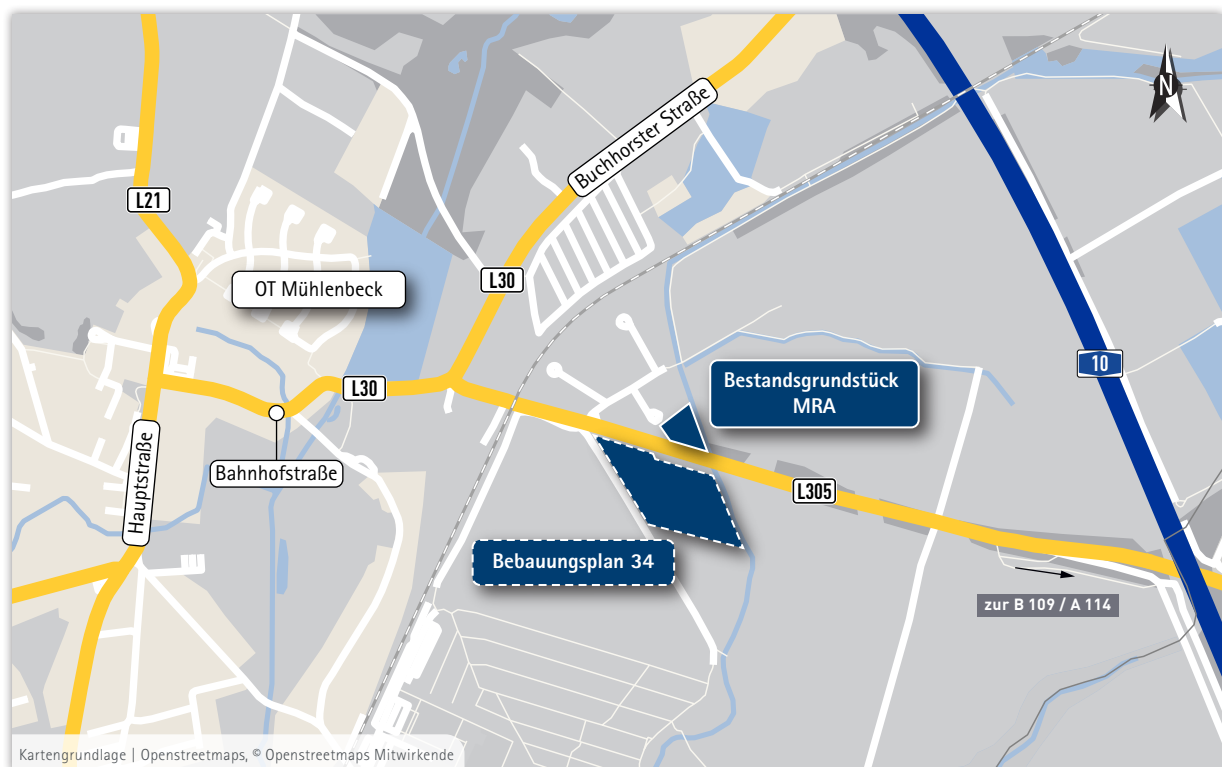 Buchhorster Straße
N
L21
OT Mühlenbeck
L30
10
L30
Bestandsgrundstück
MRA
Hauptstraße
Bahnhofstraße
L305
Bebauungsplan 34
zur B 109 / A 114
Kartengrundlage | Openstreetmaps, © Openstreetmaps Mitwirkende